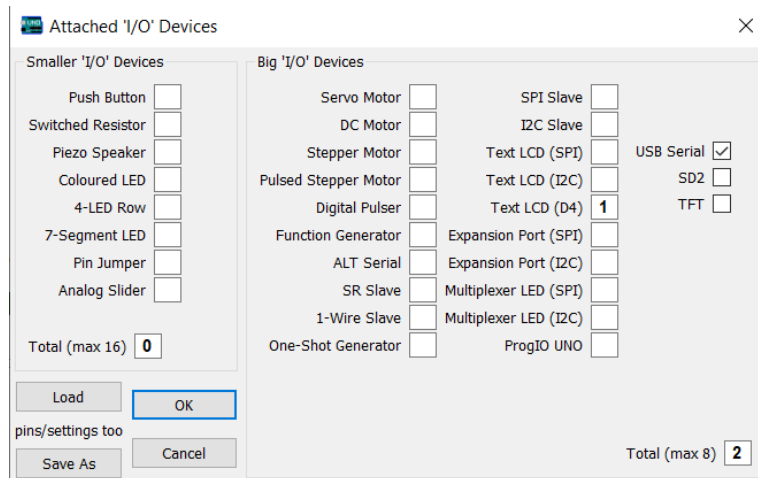 UNO
Attached 'I/O' Devices
Smaller 'I/O' Devices
Push Button
Switched Resistor
Piezo Speaker
Coloured LED
4-LED Row
7-Segment LED
Pin Jumper
Analog Slider
Total (max 16) 0
Load
OK
pins/settings too
Save As
Cancel
Big 'I/O' Devices
Servo Motor
DC Motor
Stepper Motor
Pulsed Stepper Motor
Digital Pulser
Function Generator
ALT Serial
SR Slave
1-Wire Slave
One-Shot Generator
SPI Slave
I2C Slave
Text LCD (SPI)
Text LCD (I2C)
Text LCD (D4) 1
Expansion Port (SPI)
Expansion Port (I2C)
Multiplexer LED (SPI)
Multiplexer LED (I2C)
ProgIO UNO
USB Serial
SD2
TFT
Total (max 8) 2